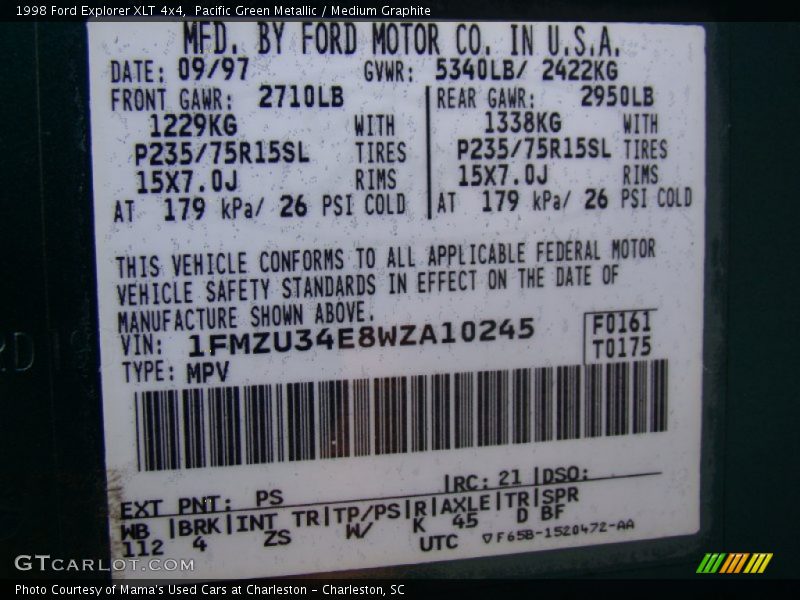 1998 Ford Explorer XLT 4x4, Pacific Green Metallic / Medium Graphite
MFD. BY FORD MOTOR CO. IN U.S.A.
DATE: 09/97 GVWR: 5340LB/ 2422KG
FRONT GAWR: 2710LB REAR GAWR: 2950LB
1229KG WITH 1338KG WITH
P235/75R15SL TIRES P235/75R15SL TIRES
15X7.0J RIMS 15X7.0J RIMS
AT 179 kPa/ 26 PSI COLD AT 179 kPa/ 26 PSI COLD
THIS VEHICLE CONFORMS TO ALL APPLICABLE FEDERAL MOTOR
VEHICLE SAFETY STANDARDS IN EFFECT ON THE DATE OF
MANUFACTURE SHOWN ABOVE.
VIN: 1FMZU34E8WZA10245 F0161
TYPE: MPV T0175
EXT PNT: PS RC: 21 DSO:
WB BRK INT TR TP/PS R AXLE TR SPR
112 4 ZS W/ K 45 D BF
UTC ▽F65B-1520472-AA
GTCARLOT.COM
Photo Courtesy of Mama's Used Cars at Charleston - Charleston, SC